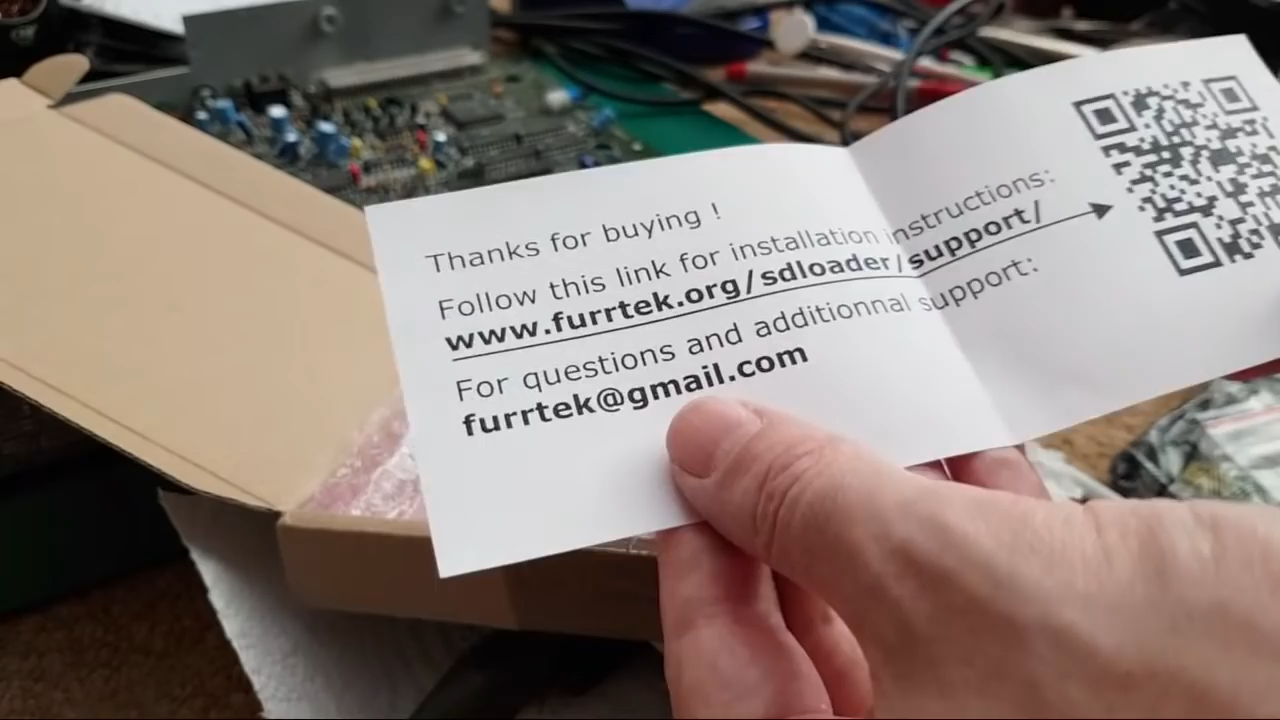 Thanks for buying !
Follow this link for installation instructions:
www.furrtek.org/sdloader/support/
For questions and additionnal support:
furrtek@gmail.com